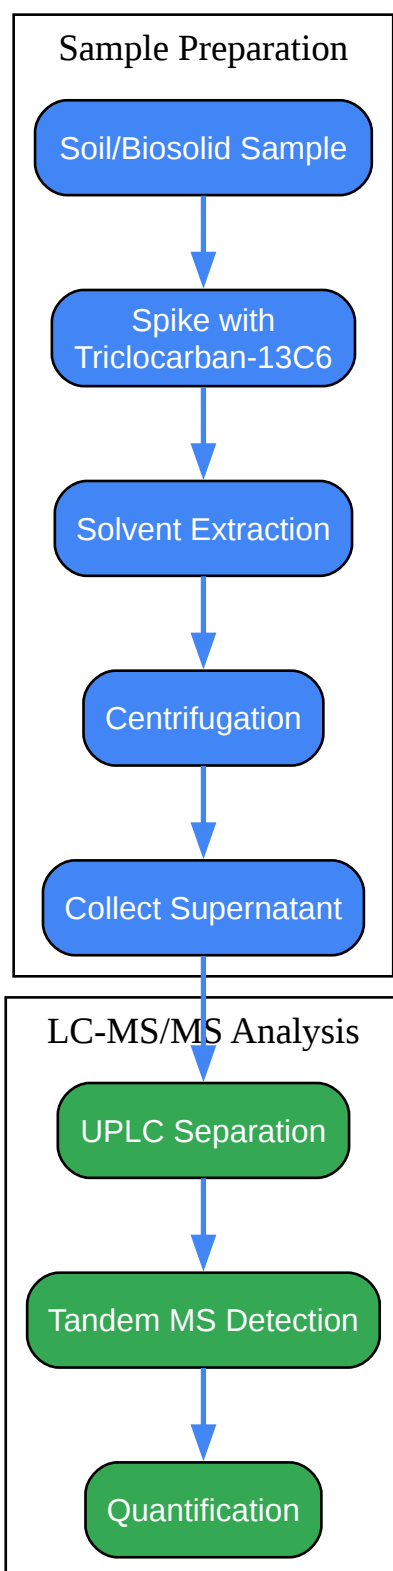 Sample Preparation
Soil/Biosolid Sample
Spike with
Triclocarban-13C6
Solvent Extraction
Centrifugation
Collect Supernatant
LC-MS/MS Analysis
UPLC Separation
Tandem MS Detection
Quantification